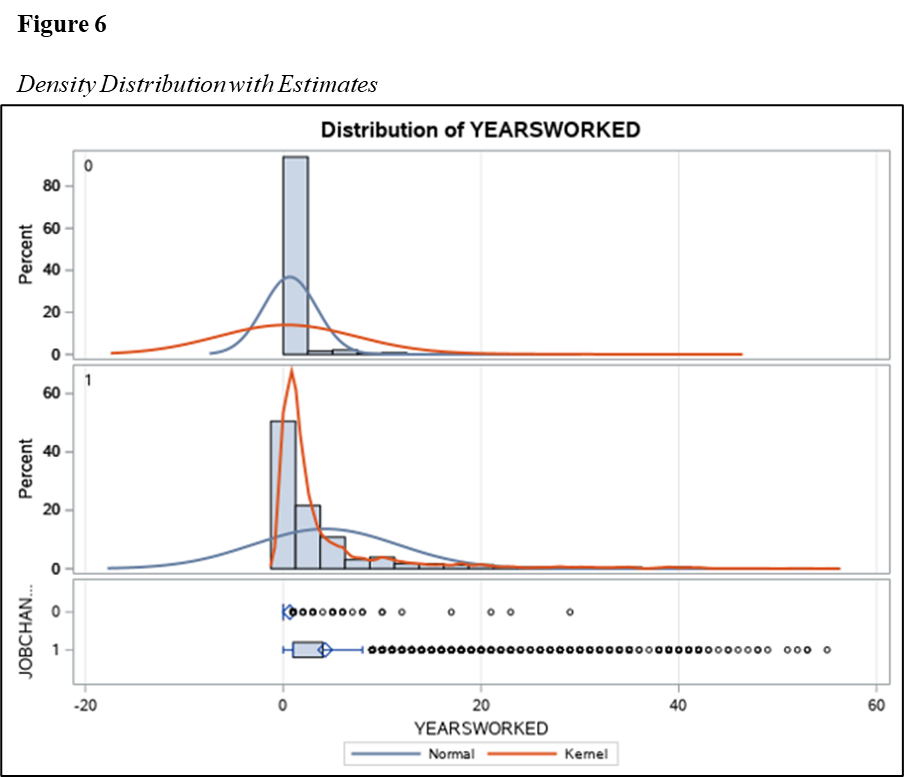 Figure 6
Density Distribution with Estimates
Distribution of YEARSWORKED
0
80
60
40
20
0
Percent
1
60
40
20
0
Percent
0
1
JOBCHAN...
-20 0 20 40 60
YEARSWORKED
Normal Kernel